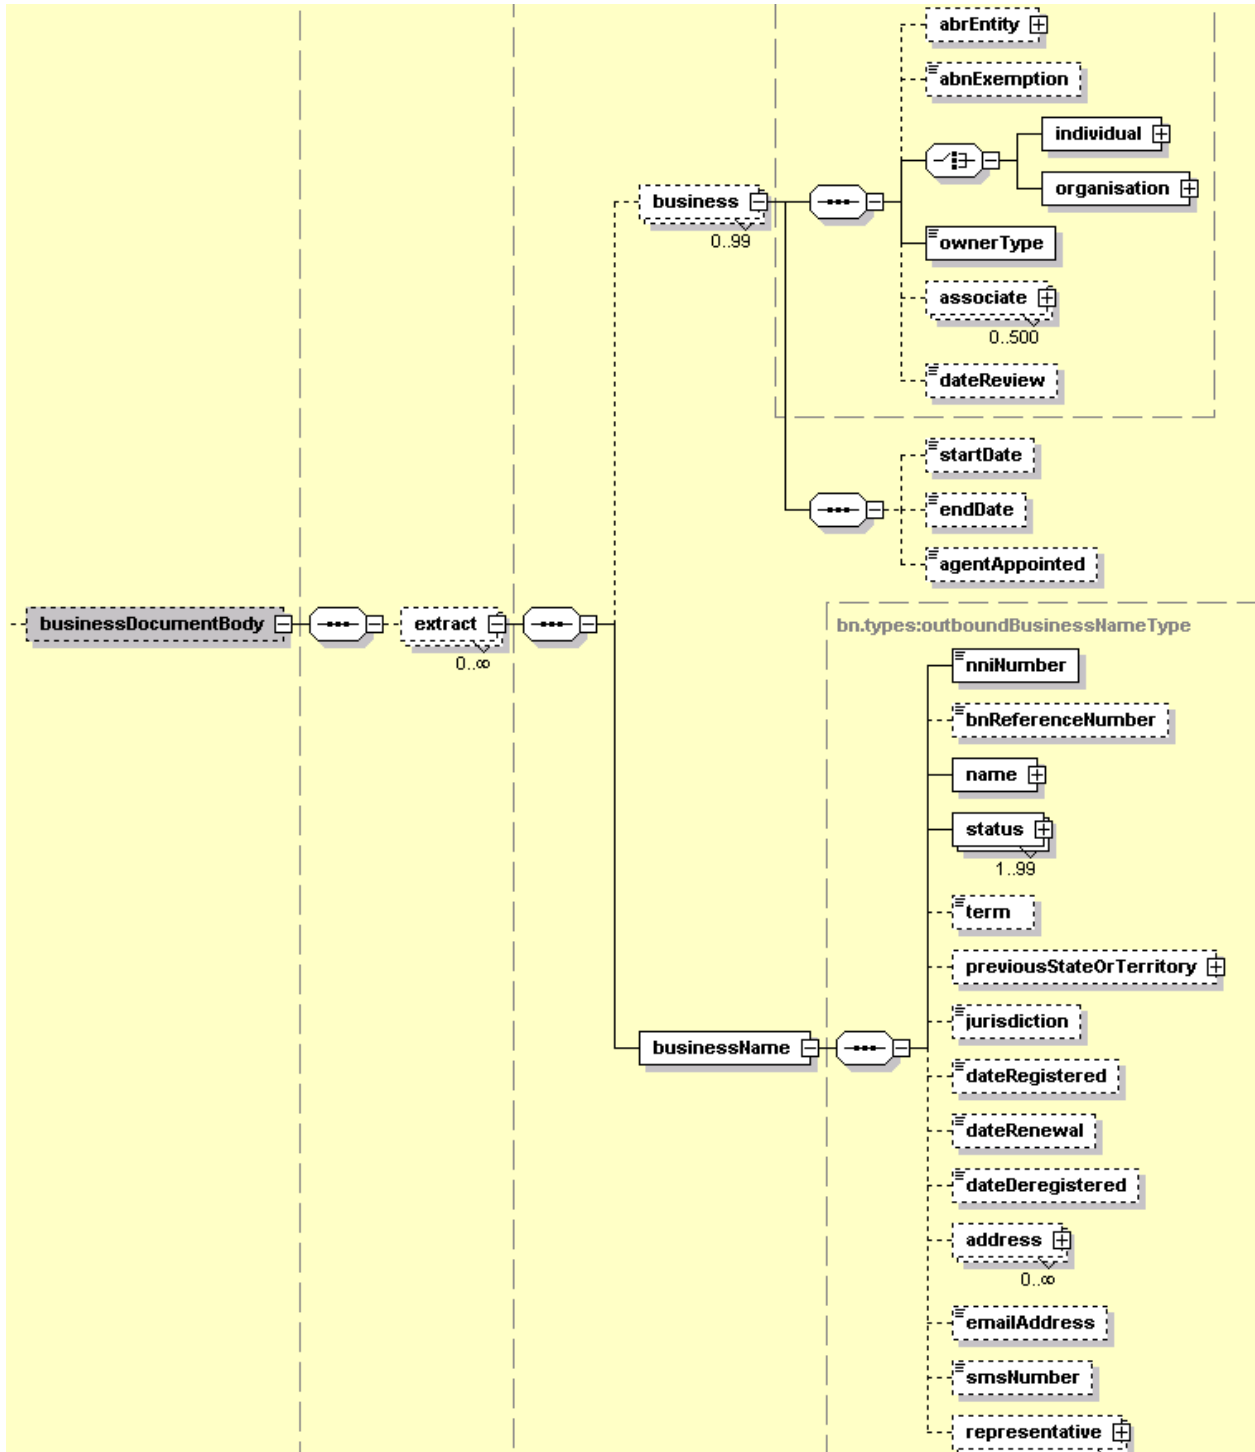 abrEntity
abnExemption
individual
organisation
business
0..99
ownerType
associate
0..500
dateReview
startDate
endDate
agentAppointed
businessDocumentBody
extract
0..∞
bn.types:outboundBusinessNameType
nniNumber
bnReferenceNumber
name
status
1..99
term
previousStateOrTerritory
jurisdiction
businessName
dateRegistered
dateRenewal
dateDeregistered
address
0..∞
emailAddress
smsNumber
representative